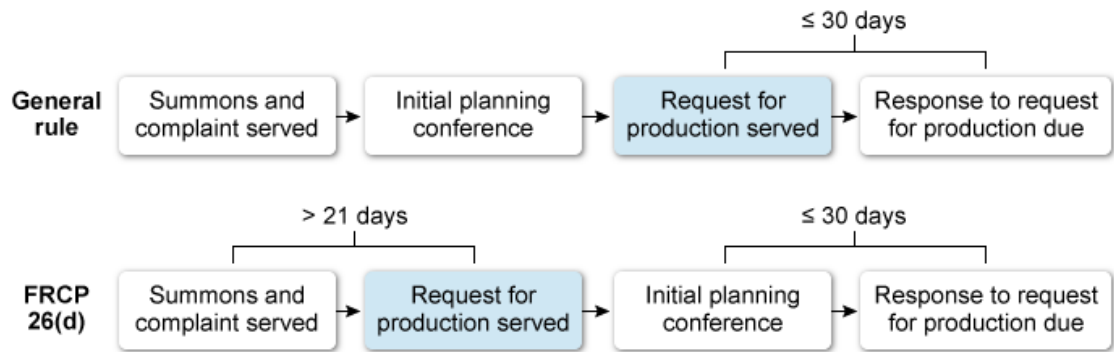 ≤ 30 days
General
rule
Summons and
complaint served
Initial planning
conference
Request for
production served
Response to request
for production due
> 21 days
≤ 30 days
FRCP
26(d)
Summons and
complaint served
Request for
production served
Initial planning
conference
Response to request
for production due